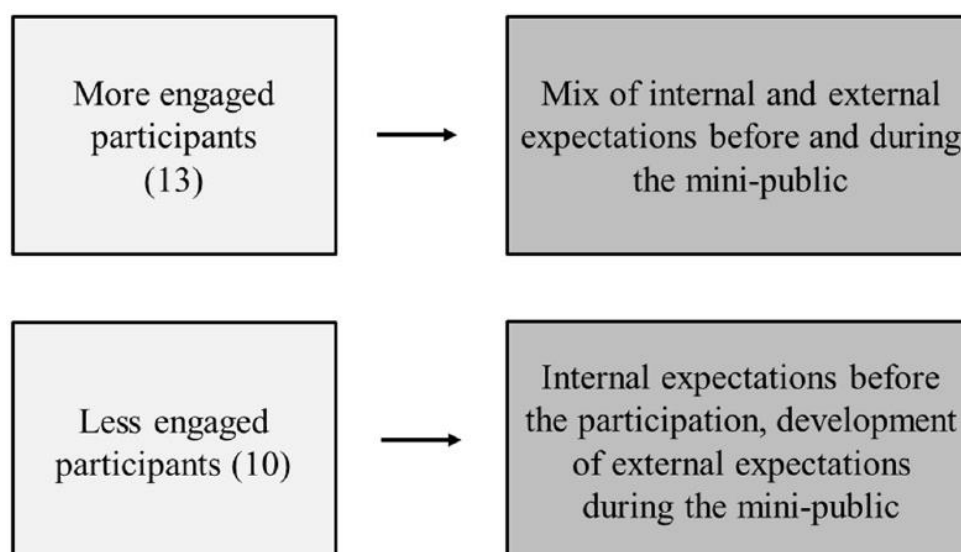 More engaged
participants
(13)
Mix of internal and external
expectations before and during
the mini-public
Less engaged
participants (10)
Internal expectations before
the participation, development
of external expectations
during the mini-public